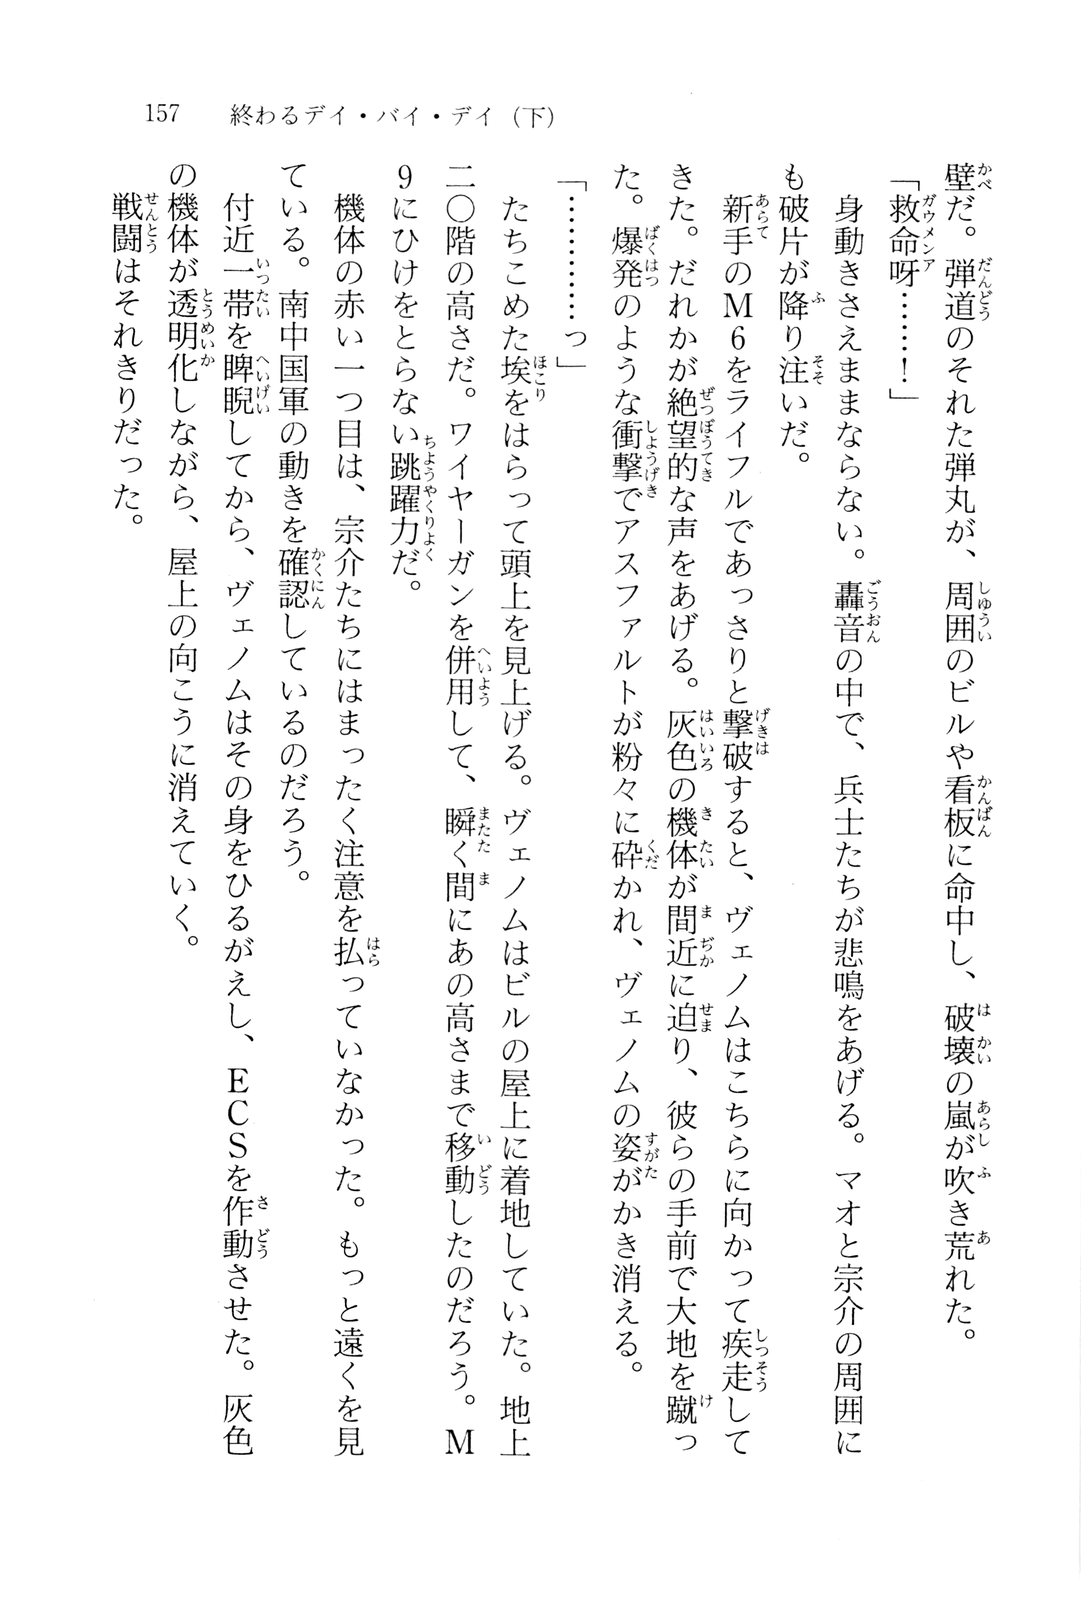 157　終わるデイ・バイ・デイ（下）
壁だ。弾道のそれた弾丸が、周囲のビルや看板に命中し、破壊の嵐が吹き荒れた。
「救命呀……！」
　身動きさえままならない。轟音の中で、兵士たちが悲鳴をあげる。マオと宗介の周囲に
も破片が降り注いだ。
　新手のＭ６をライフルであっさりと撃破すると、ヴェノムはこちらに向かって疾走して
きた。だれかが絶望的な声をあげる。灰色の機体が間近に迫り、彼らの手前で大地を蹴っ
た。爆発のような衝撃でアスファルトが粉々に砕かれ、ヴェノムの姿がかき消える。
「…………っ」
　たちこめた埃をはらって頭上を見上げる。ヴェノムはビルの屋上に着地していた。地上
二〇階の高さだ。ワイヤーガンを併用して、瞬く間にあの高さまで移動したのだろう。Ｍ
９にひけをとらない跳躍力だ。
　機体の赤い一つ目は、宗介たちにはまったく注意を払っていなかった。もっと遠くを見
ている。南中国軍の動きを確認しているのだろう。
　付近一帯を睥睨してから、ヴェノムはその身をひるがえし、ＥＣＳを作動させた。灰色
の機体が透明化しながら、屋上の向こうに消えていく。
　戦闘はそれきりだった。